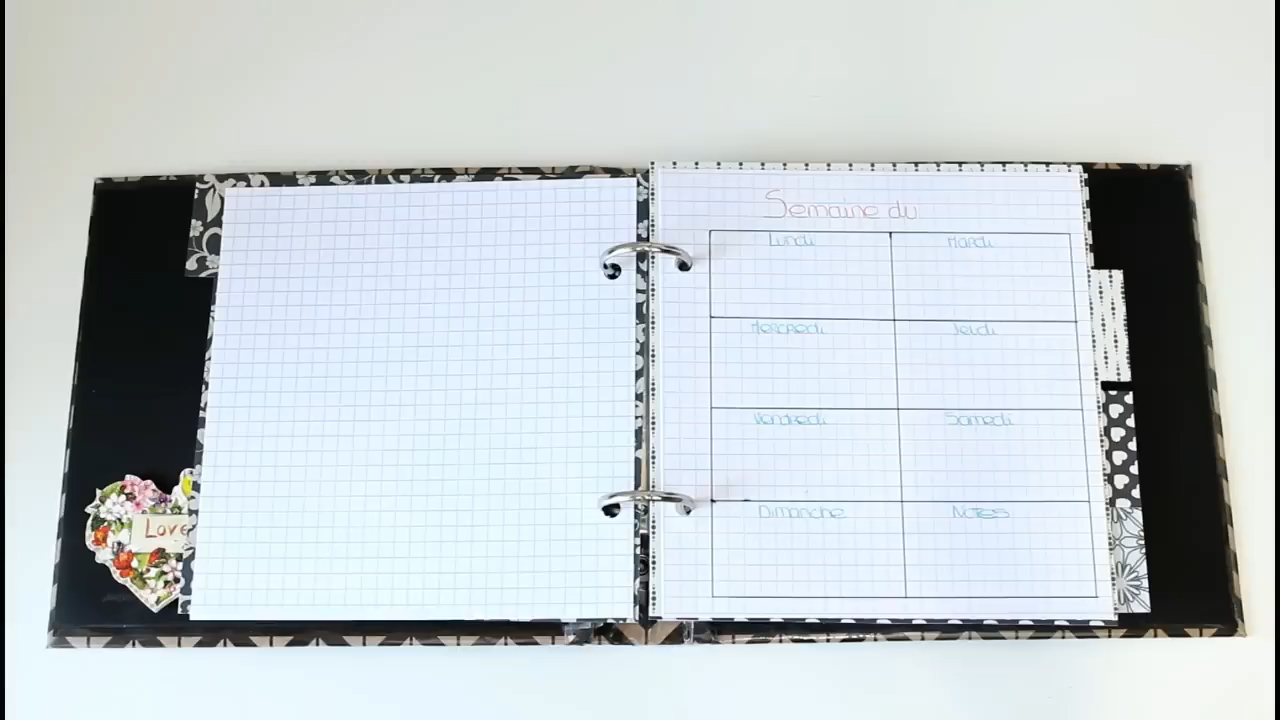 Love
Semaine du
Lundi Mardi
Mercredi Jeudi
Vendredi Samedi
Dimanche Notes